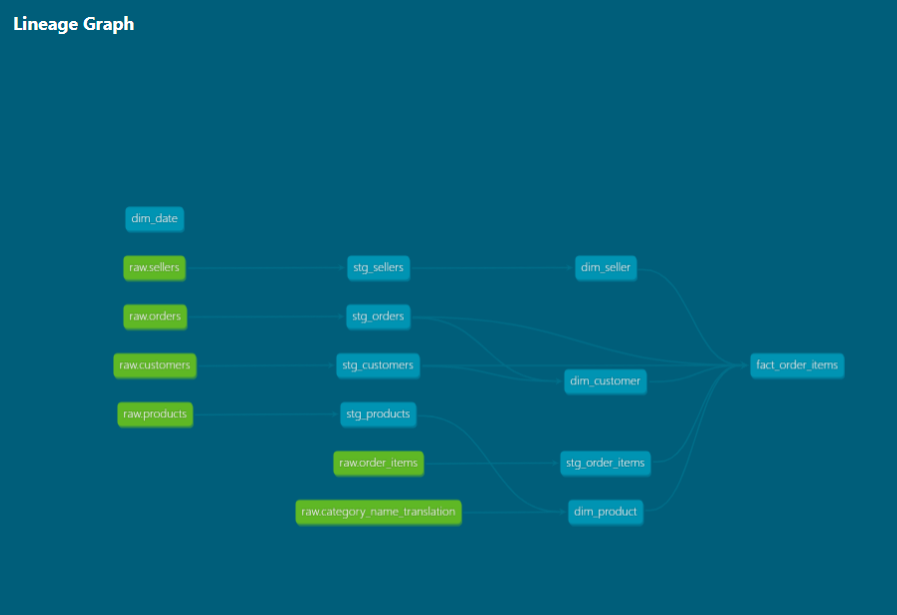 Lineage Graph
dim_date
raw.sellers
stg_sellers
dim_seller
raw.orders
stg_orders
raw.customers
stg_customers
fact_order_items
dim_customer
raw.products
stg_products
raw.order_items
stg_order_items
raw.category_name_translation
dim_product